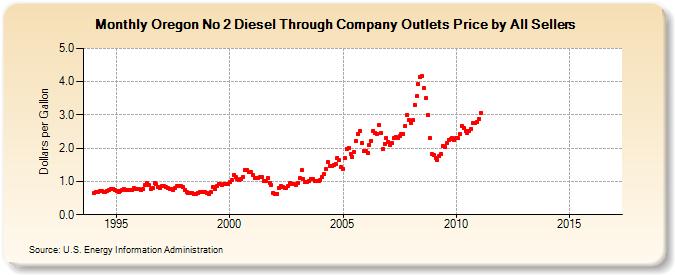 Monthly Oregon No 2 Diesel Through Company Outlets Price by All Sellers
Dollars per Gallon
5.0
4.0
3.0
2.0
1.0
0.0
1995 2000 2005 2010 2015
Source: U.S. Energy Information Administration